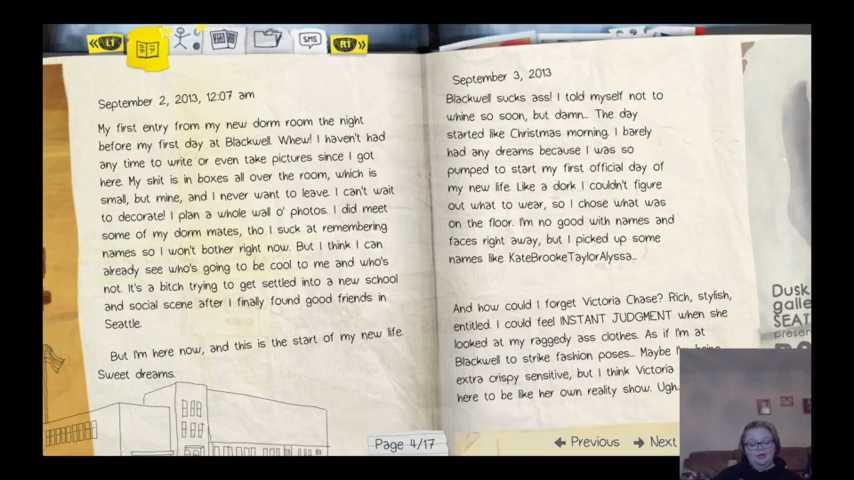 L1
SMS
R1
September 2, 2013, 12:07 am
My first entry from my new dorm room the night
before my first day at Blackwell. Whew! I haven't had
any time to write or even take pictures since I got
here. My shit is in boxes all over the room, which is
small, but mine, and I never want to leave. I can't wait
to decorate! I plan a whole wall o' photos. I did meet
some of my dorm mates, tho I suck at remembering
names so I won't bother right now. But I think I can
already see who's going to be cool to me and who's
not. It's a bitch trying to get settled into a new school
and social scene after I finally found good friends in
Seattle.
But I'm here now, and this is the start of my new life.
Sweet dreams.
Page 4/17
September 3, 2013
Blackwell sucks ass! I told myself not to
whine so soon, but damn... The day
started like Christmas morning. I barely
had any dreams because I was so
pumped to start my first official day of
my new life. Like a dork I couldn't figure
out what to wear, so I chose what was
on the floor. I'm no good with names and
faces right away, but I picked up some
names like KateBrookeTaylorAlyssa...
And how could I forget Victoria Chase? Rich, stylish,
entitled. I could feel INSTANT JUDGMENT when she
looked at my raggedy ass clothes. As if I'm at
Blackwell to strike fashion poses... Maybe
extra crispy sensitive, but I think Victoria
here to be like her own reality show. Ugh...
Previous
Next
Dusk
galle
SEAT
presen